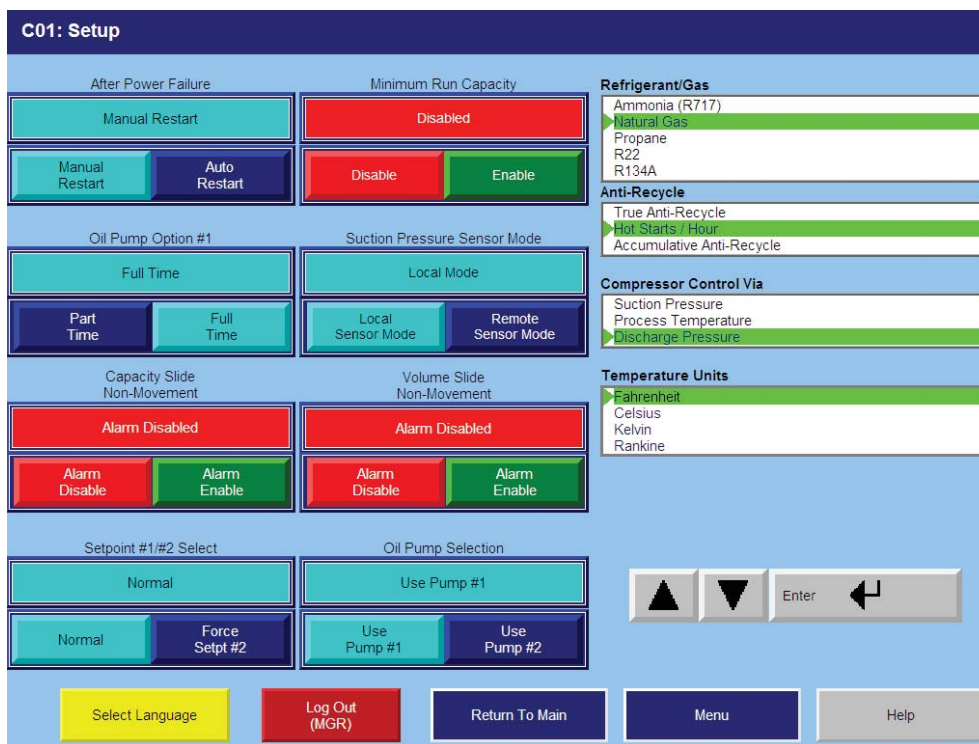 C01: Setup
After Power Failure
Manual Restart
Manual
Restart
Auto
Restart
Minimum Run Capacity
Disabled
Disable
Enable
Oil Pump Option #1
Full Time
Part
Time
Full
Time
Suction Pressure Sensor Mode
Local Mode
Local
Sensor Mode
Remote
Sensor Mode
Capacity Slide
Non-Movement
Alarm Disabled
Alarm
Disable
Alarm
Enable
Volume Slide
Non-Movement
Alarm Disabled
Alarm
Disable
Alarm
Enable
Setpoint #1/#2 Select
Normal
Normal
Force
Setpt #2
Oil Pump Selection
Use Pump #1
Use
Pump #1
Use
Pump #2
Refrigerant/Gas
Ammonia (R717)
Natural Gas
Propane
R22
R134A
Anti-Recycle
True Anti-Recycle
Hot Starts / Hour
Accumulative Anti-Recycle
Compressor Control Via
Suction Pressure
Process Temperature
Discharge Pressure
Temperature Units
Fahrenheit
Celsius
Kelvin
Rankine
Enter
Select Language
Log Out
(MGR)
Return To Main
Menu
Help